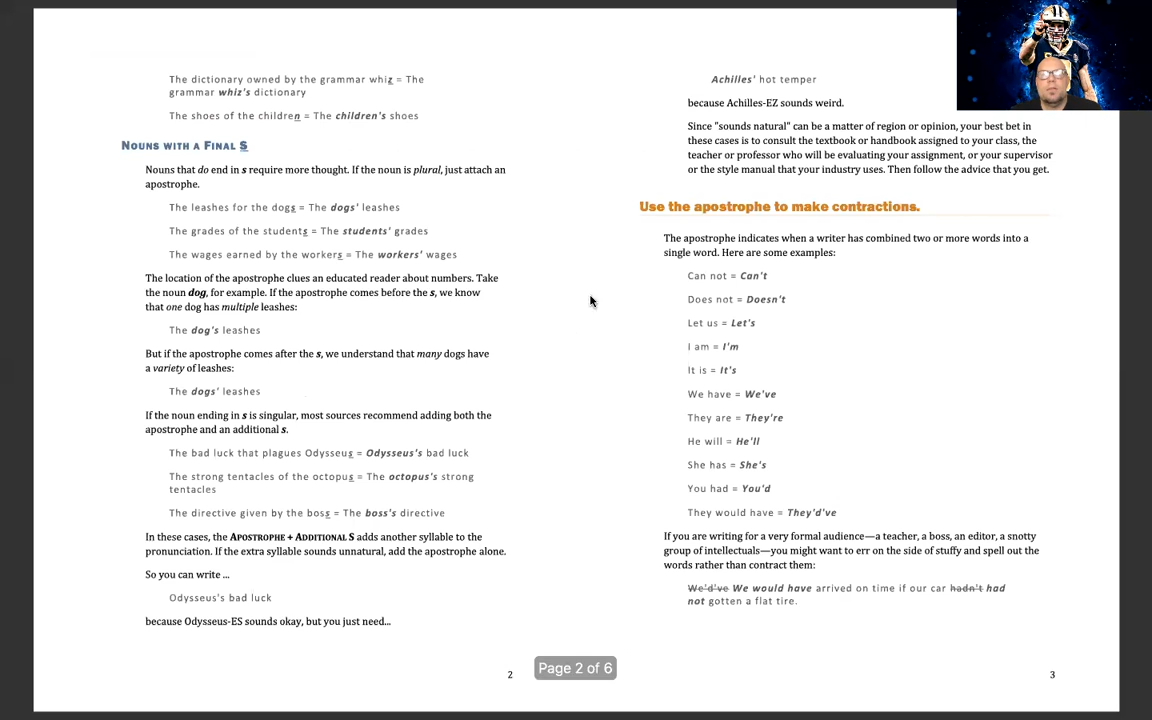 The dictionary owned by the grammar whiz = The
grammar whiz's dictionary
The shoes of the children = The children's shoes
NOUNS WITH A FINAL S
Nouns that do end in s require more thought. If the noun is plural, just attach an
apostrophe.
The leashes for the dogs = The dogs' leashes
The grades of the students = The students' grades
The wages earned by the workers = The workers' wages
The location of the apostrophe clues an educated reader about numbers. Take
the noun dog, for example. If the apostrophe comes before the s, we know
that one dog has multiple leashes:
The dog's leashes
But if the apostrophe comes after the s, we understand that many dogs have
a variety of leashes:
The dogs' leashes
If the noun ending in s is singular, most sources recommend adding both the
apostrophe and an additional s.
The bad luck that plagues Odysseus = Odysseus's bad luck
The strong tentacles of the octopus = The octopus's strong
tentacles
The directive given by the boss = The boss's directive
In these cases, the APOSTROPHE + ADDITIONAL S adds another syllable to the
pronunciation. If the extra syllable sounds unnatural, add the apostrophe alone.
So you can write ...
Odysseus's bad luck
because Odysseus-ES sounds okay, but you just need...
2
Achilles' hot temper
because Achilles-EZ sounds weird.
Since "sounds natural" can be a matter of region or opinion, your best bet in
these cases is to consult the textbook or handbook assigned to your class, the
teacher or professor who will be evaluating your assignment, or your supervisor
or the style manual that your industry uses. Then follow the advice that you get.
Use the apostrophe to make contractions.
The apostrophe indicates when a writer has combined two or more words into a
single word. Here are some examples:
Can not = Can't
Does not = Doesn't
Let us = Let's
I am = I'm
It is = It's
We have = We've
They are = They're
He will = He'll
She has = She's
You had = You'd
They would have = They'd've
If you are writing for a very formal audience—a teacher, a boss, an editor, a snotty
group of intellectuals—you might want to err on the side of stuffy and spell out the
words rather than contract them:
We'd've We would have arrived on time if our car hadn't had
not gotten a flat tire.
3
Page 2 of 6